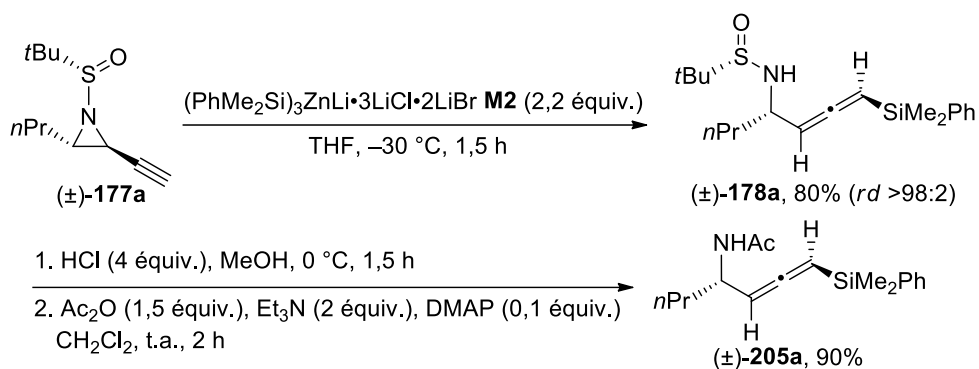 tBu
O
S
N
nPr
(±)-177a
(PhMe2Si)3ZnLi•3LiCl•2LiBr M2 (2,2 équiv.)
THF, –30 °C, 1,5 h
O
tBu
S
NH
H
nPr
SiMe2Ph
H
(±)-178a, 80% (rd >98:2)
1. HCl (4 équiv.), MeOH, 0 °C, 1,5 h
2. Ac2O (1,5 équiv.), Et3N (2 équiv.), DMAP (0,1 équiv.)
CH2Cl2, t.a., 2 h
NHAc
H
nPr
SiMe2Ph
H
(±)-205a, 90%